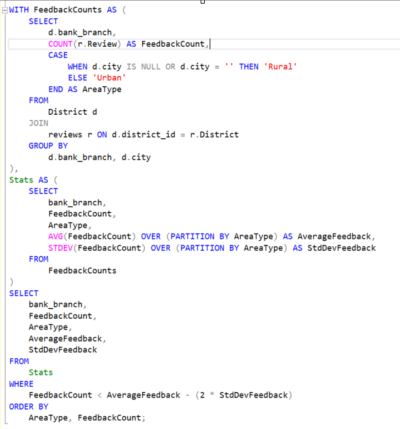 WITH FeedbackCounts AS (
SELECT
d.bank_branch,
COUNT(r.Review) AS FeedbackCount,
CASE
WHEN d.city IS NULL OR d.city = '' THEN 'Rural'
ELSE 'Urban'
END AS AreaType
FROM
District d
JOIN
reviews r ON d.district_id = r.District
GROUP BY
d.bank_branch, d.city
),
Stats AS (
SELECT
bank_branch,
FeedbackCount,
AreaType,
AVG(FeedbackCount) OVER (PARTITION BY AreaType) AS AverageFeedback,
STDEV(FeedbackCount) OVER (PARTITION BY AreaType) AS StdDevFeedback
FROM
FeedbackCounts
)
SELECT
bank_branch,
FeedbackCount,
AreaType,
AverageFeedback,
StdDevFeedback
FROM
Stats
WHERE
FeedbackCount < AverageFeedback - (2 * StdDevFeedback)
ORDER BY
AreaType, FeedbackCount;